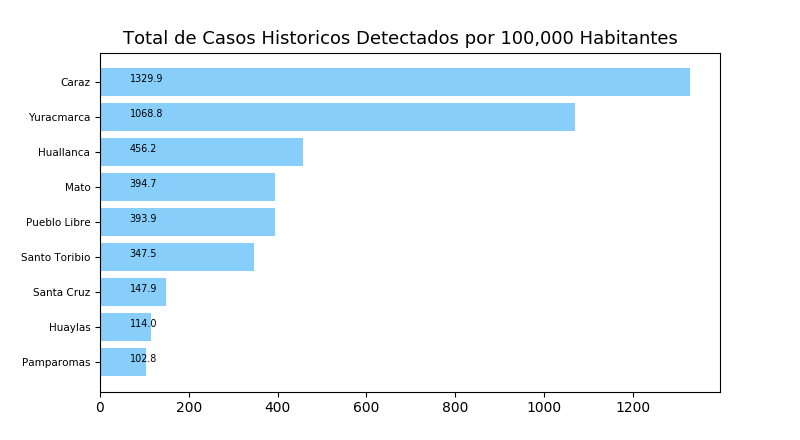 Total de Casos Historicos Detectados por 100,000 Habitantes
Caraz 1329.9
Yuracmarca 1068.8
Huallanca 456.2
Mato 394.7
Pueblo Libre 393.9
Santo Toribio 347.5
Santa Cruz 147.9
Huaylas 114.0
Pamparomas 102.8
0 200 400 600 800 1000 1200